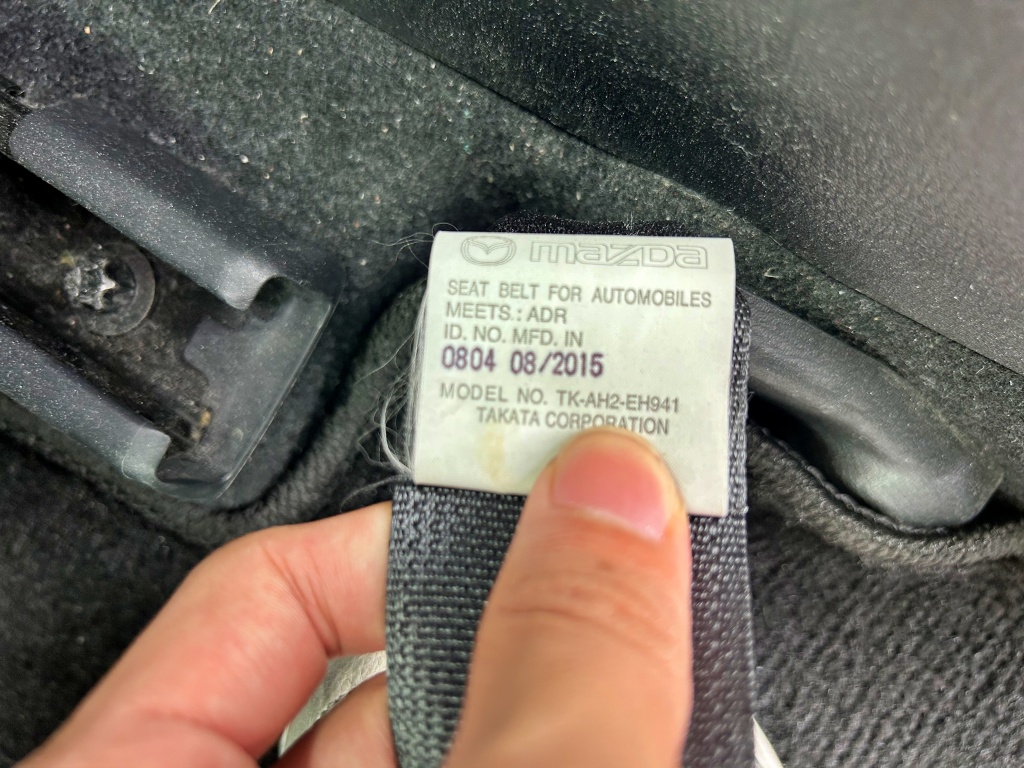 mazda
SEAT BELT FOR AUTOMOBILES
MEETS.: ADR
ID. NO. MFD. IN
0804 08/2015
MODEL NO. TK-AH2-EH941
TAKATA CORPORATION